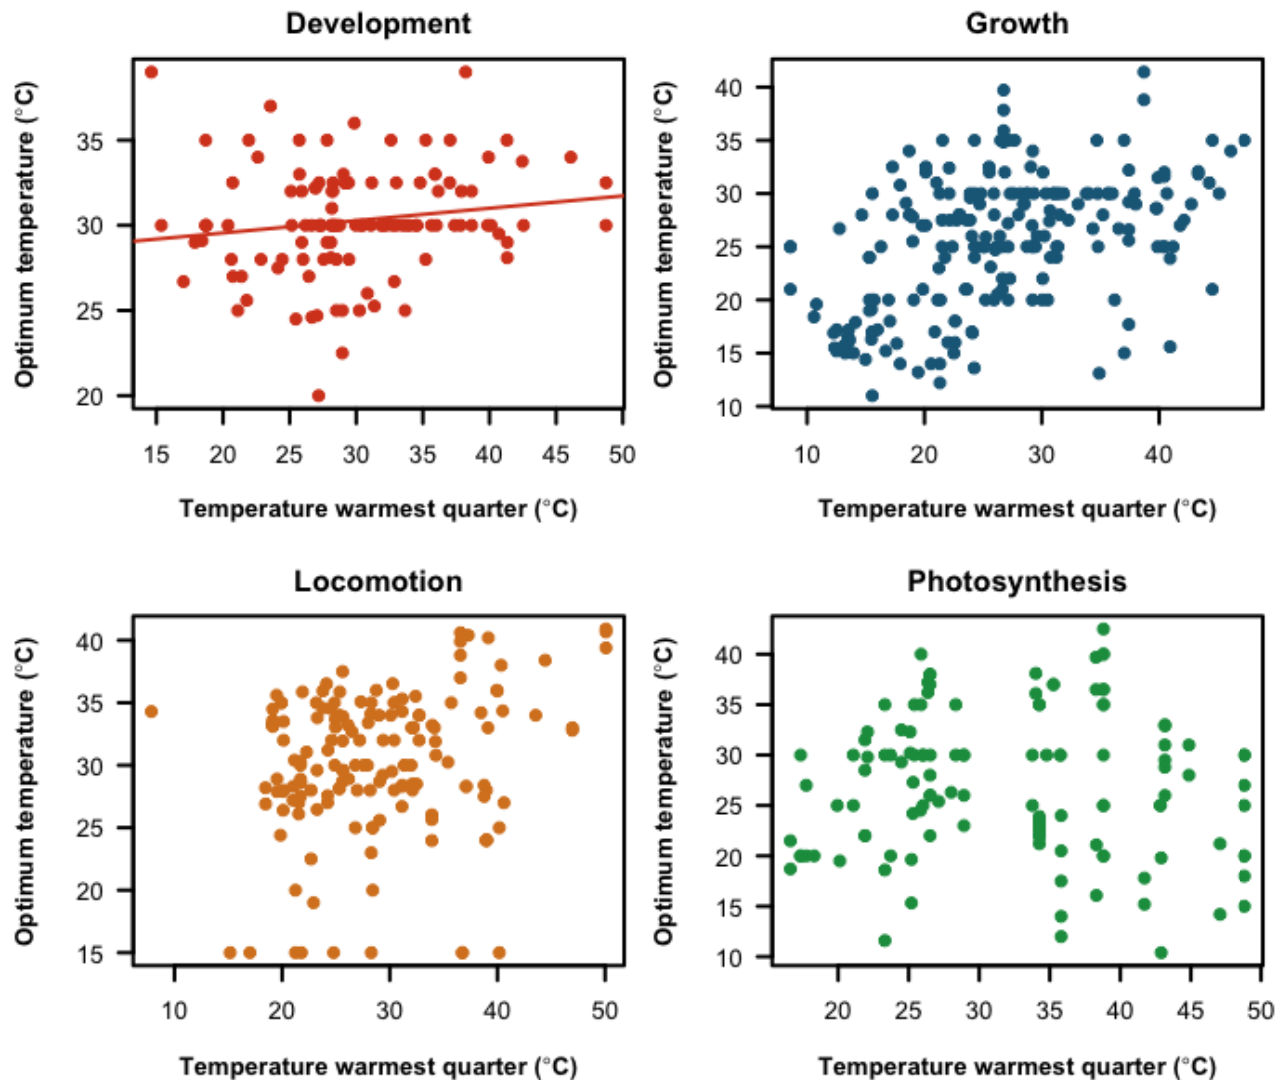 Development
Optimum temperature (°C)
35
30
25
20
15 20 25 30 35 40 45 50
Temperature warmest quarter (°C)
Growth
Optimum temperature (°C)
40
35
30
25
20
15
10
10 20 30 40
Temperature warmest quarter (°C)
Locomotion
Optimum temperature (°C)
40
35
30
25
20
15
10 20 30 40 50
Temperature warmest quarter (°C)
Photosynthesis
Optimum temperature (°C)
40
35
30
25
20
15
10
20 25 30 35 40 45 50
Temperature warmest quarter (°C)